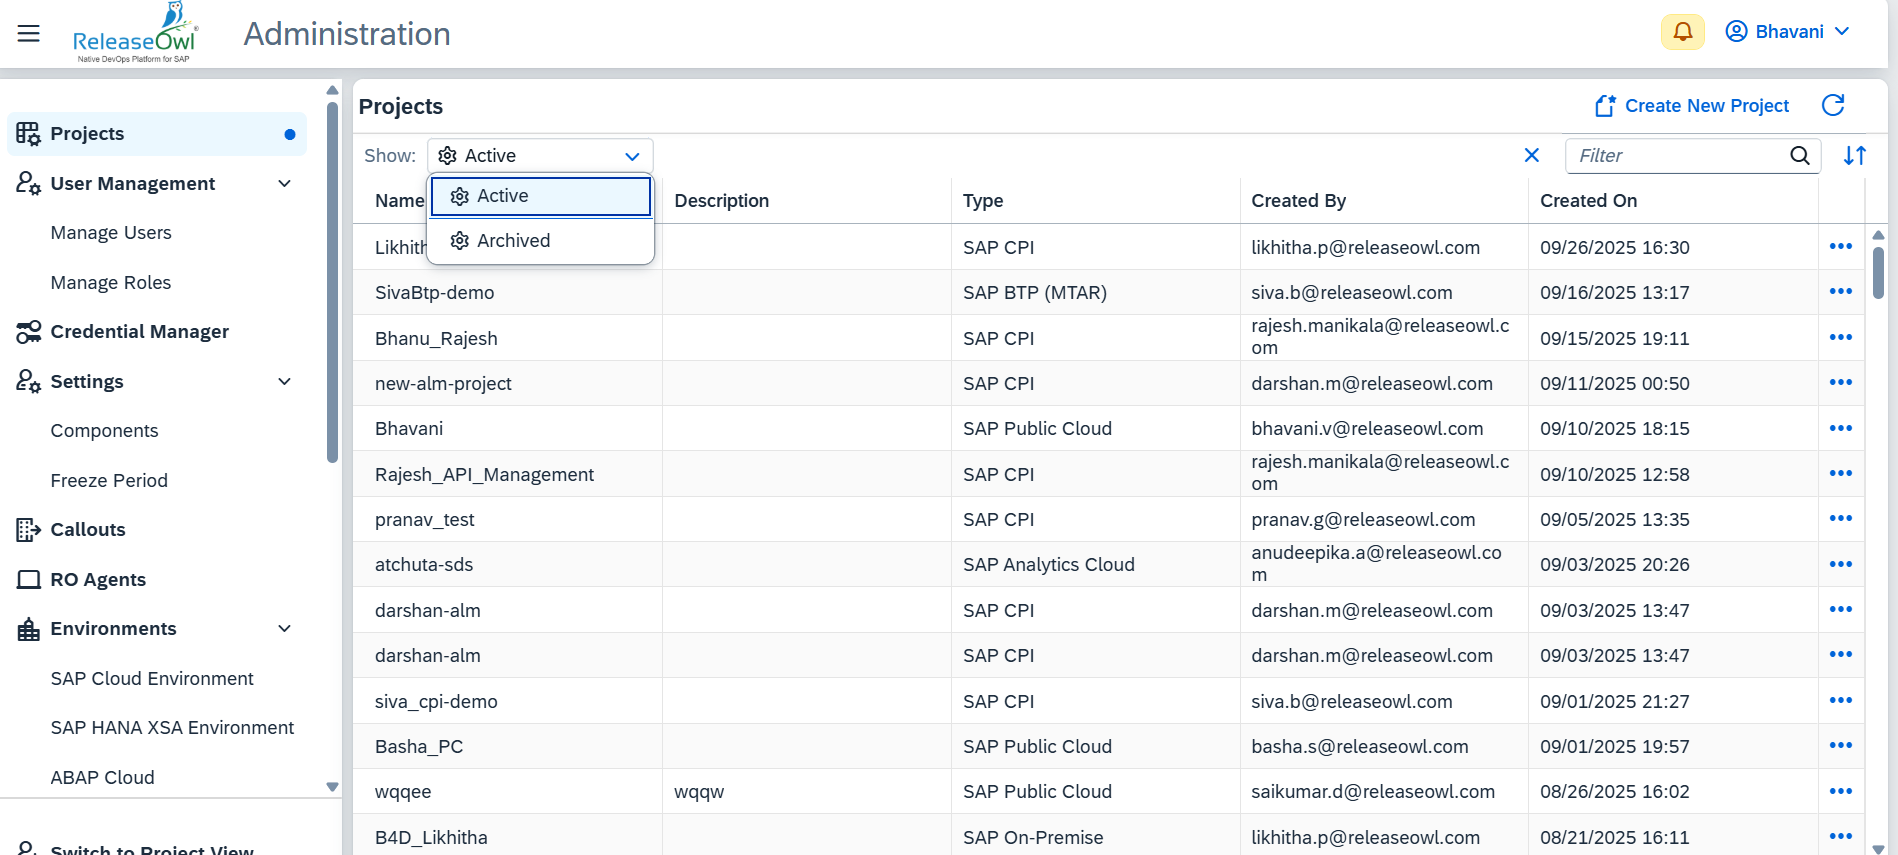 ReleaseOwl
Native DevOps Platform for SAP
Administration
Bhavani
Projects
User Management
Manage Users
Manage Roles
Credential Manager
Settings
Components
Freeze Period
Callouts
RO Agents
Environments
SAP Cloud Environment
SAP HANA XSA Environment
ABAP Cloud
Switch to Project View
Projects
Create New Project
Show: Active
Filter
Active
Archived
Name Description Type Created By Created On
SAP CPI likhitha.p@releaseowl.com 09/26/2025 16:30 •••
SivaBtp-demo SAP BTP (MTAR) siva.b@releaseowl.com 09/16/2025 13:17 •••
Bhanu_Rajesh SAP CPI rajesh.manikala@releaseowl.c
om 09/15/2025 19:11 •••
new-alm-project SAP CPI darshan.m@releaseowl.com 09/11/2025 00:50 •••
Bhavani SAP Public Cloud bhavani.v@releaseowl.com 09/10/2025 18:15 •••
Rajesh_API_Management SAP CPI rajesh.manikala@releaseowl.c
om 09/10/2025 12:58 •••
pranav_test SAP CPI pranav.g@releaseowl.com 09/05/2025 13:35 •••
atchuta-sds SAP Analytics Cloud anudeepika.a@releaseowl.co
m 09/03/2025 20:26 •••
darshan-alm SAP CPI darshan.m@releaseowl.com 09/03/2025 13:47 •••
darshan-alm SAP CPI darshan.m@releaseowl.com 09/03/2025 13:47 •••
siva_cpi-demo SAP CPI siva.b@releaseowl.com 09/01/2025 21:27 •••
Basha_PC SAP Public Cloud basha.s@releaseowl.com 09/01/2025 19:57 •••
wqqee wqqw SAP Public Cloud saikumar.d@releaseowl.com 08/26/2025 16:02 •••
B4D_Likhitha SAP On-Premise likhitha.p@releaseowl.com 08/21/2025 16:11 •••